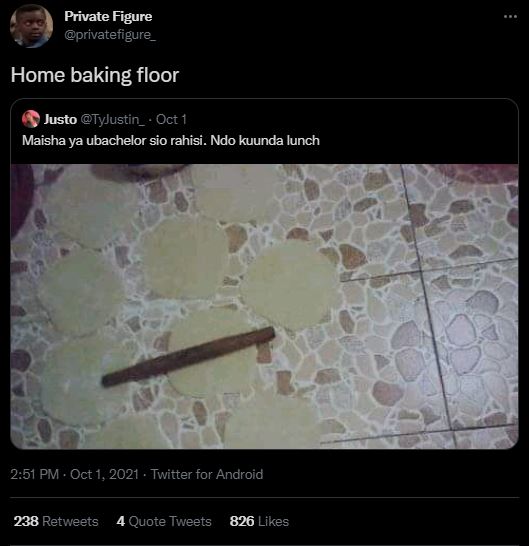 Private Figure
@privatefigure_
Home baking floor
Justo @TyJustin_ · Oct 1
Maisha ya ubachelor sio rahisi. Ndo kuunda lunch
2:51 PM · Oct 1, 2021 · Twitter for Android
238 Retweets 4 Quote Tweets 826 Likes